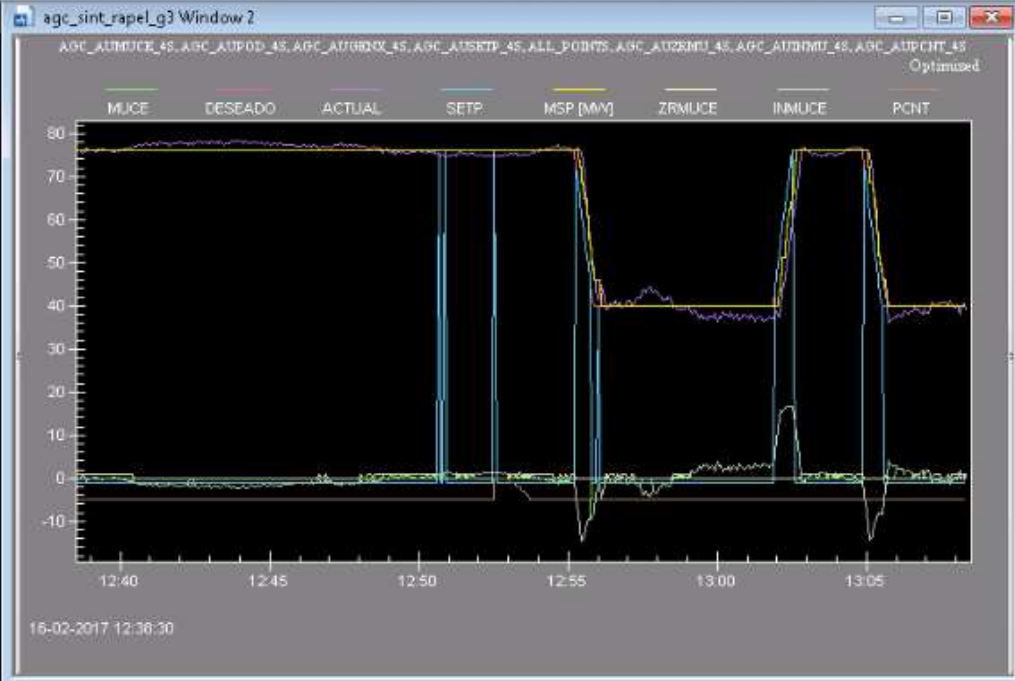 agc_sint_rapel_g3 Window 2
AGC_AUMUCE_4S, AGC_AUPOD_4S, AGC_AUGENX_4S, AGC_AUSETP_4S, ALL_POINTS, AGC_AUZRMU_4S, AGC_AUINMU_4S, AGC_AUPCNT_4S
Optimised
MUCE DESEADO ACTUAL SETP MSP [MW] ZRMUCE INMUCE PCNT
80
70
60
50
40
30
20
10
0
-10
12:40 12:45 12:50 12:55 13:00 13:05
16-02-2017 12:38:30